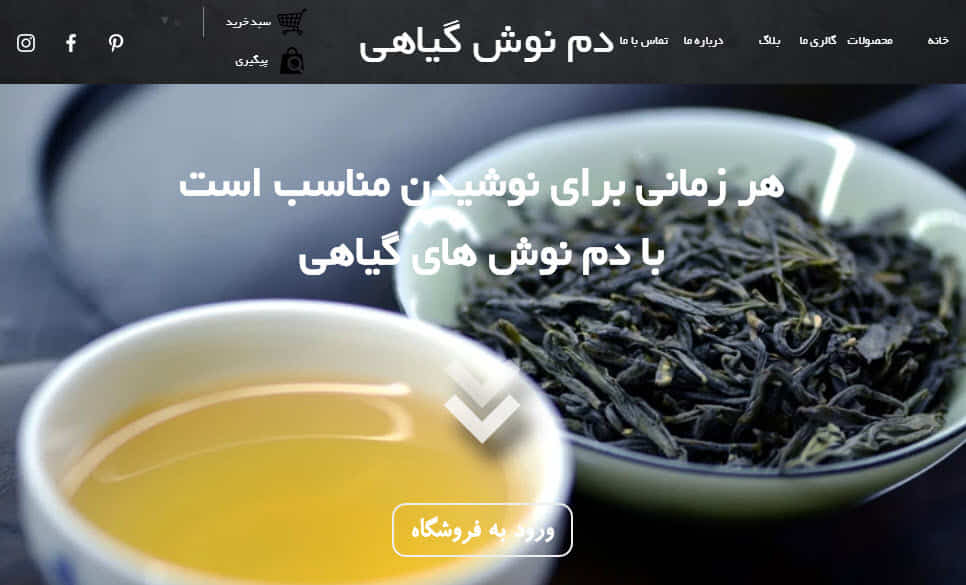 خانه
محصولات
گالری ما
بلاگ
درباره ما
تماس با ما
دم نوش گیاهی
سبد خرید
پیگیری
هر زمانی برای نوشیدن مناسب است
با دم نوش های گیاهی
ورود به فروشگاه